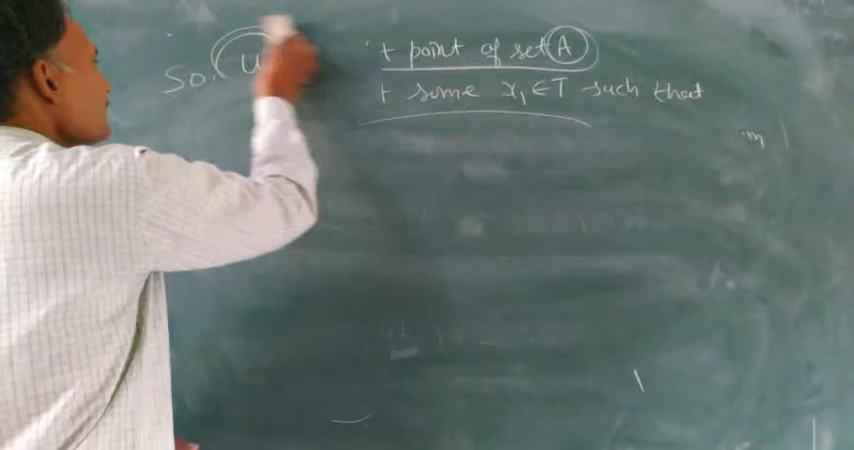 So, u t point of set A
t some x₁ ∈ T such that